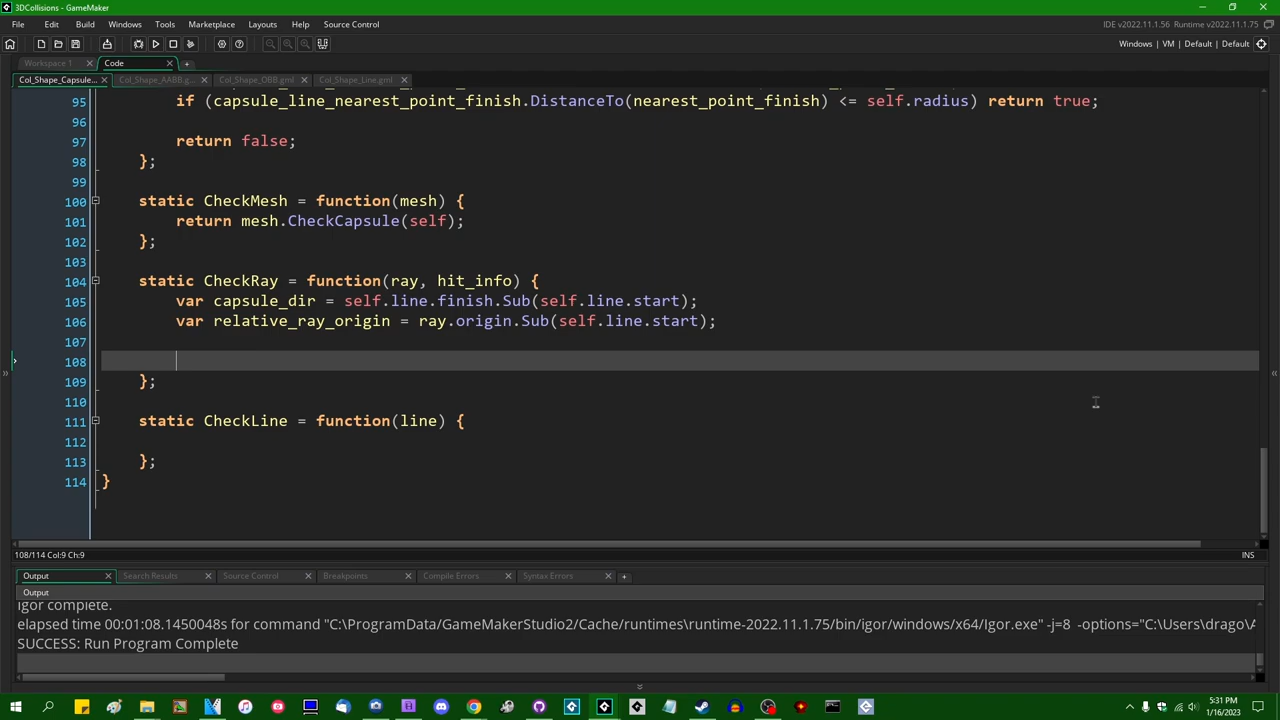 3DCollisions - GameMaker
File Edit Build Windows Tools Marketplace Layouts Help Source Control
IDE v2022.11.1.56 Runtime v2022.11.1.75
Windows | VM | Default | Default
Workspace 1
Code
Col_Shape_Capsule... Col_Shape_AABB.g... Col_Shape_OBB.gml Col_Shape_Line.gml
95 if (capsule_line_nearest_point_finish.DistanceTo(nearest_point_finish) <= self.radius) return true;
96
97 return false;
98 };
99
100 static CheckMesh = function(mesh) {
101 return mesh.CheckCapsule(self);
102 };
103
104 static CheckRay = function(ray, hit_info) {
105 var capsule_dir = self.line.finish.Sub(self.line.start);
106 var relative_ray_origin = ray.origin.Sub(self.line.start);
107
108
109 };
110
111 static CheckLine = function(line) {
112
113 };
114 }
108/114 Col:9 Ch:9
INS
Output Search Results Source Control Breakpoints Compile Errors Syntax Errors
Output
Igor complete.
elapsed time 00:01:08.1450048s for command "C:\ProgramData/GameMakerStudio2/Cache/runtimes\runtime-2022.11.1.75/bin/igor/windows/x64/Igor.exe" -j=8 -options="C:\Users\drago\A
SUCCESS: Run Program Complete
5:31 PM
1/16/2023